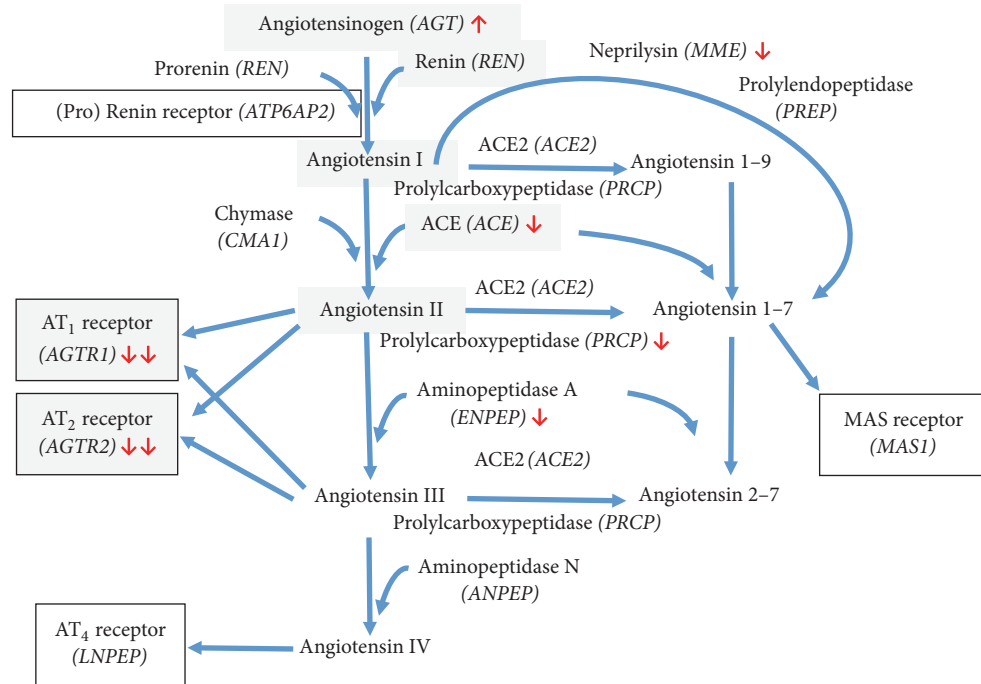 Angiotensinogen (AGT) ↑
Prorenin (REN)
Renin (REN)
Neprilysin (MME) ↓
Prolylendopeptidase
(PREP)
(Pro) Renin receptor (ATP6AP2)
Angiotensin I
ACE2 (ACE2)
Prolylcarboxypeptidase (PRCP)
Angiotensin 1–9
Chymase
(CMA1)
ACE (ACE) ↓
Angiotensin II
ACE2 (ACE2)
Prolylcarboxypeptidase (PRCP) ↓
Angiotensin 1–7
AT₁ receptor
(AGTR1) ↓↓
AT₂ receptor
(AGTR2) ↓↓
Aminopeptidase A
(ENPEP) ↓
MAS receptor
(MAS1)
ACE2 (ACE2)
Angiotensin III
Prolylcarboxypeptidase (PRCP)
Angiotensin 2–7
Aminopeptidase N
(ANPEP)
AT₄ receptor
(LNPEP)
Angiotensin IV